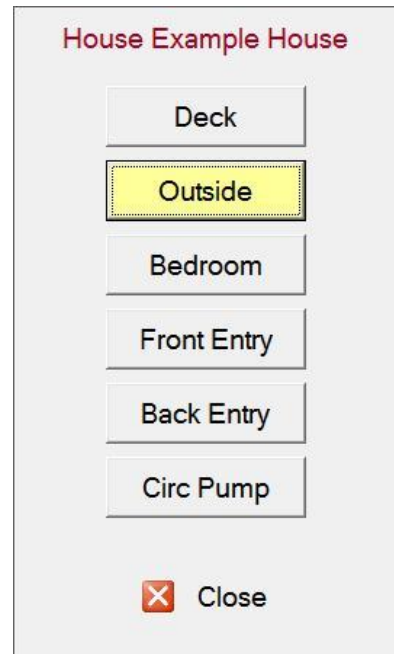 House Example House
Deck
Outside
Bedroom
Front Entry
Back Entry
Circ Pump
Close